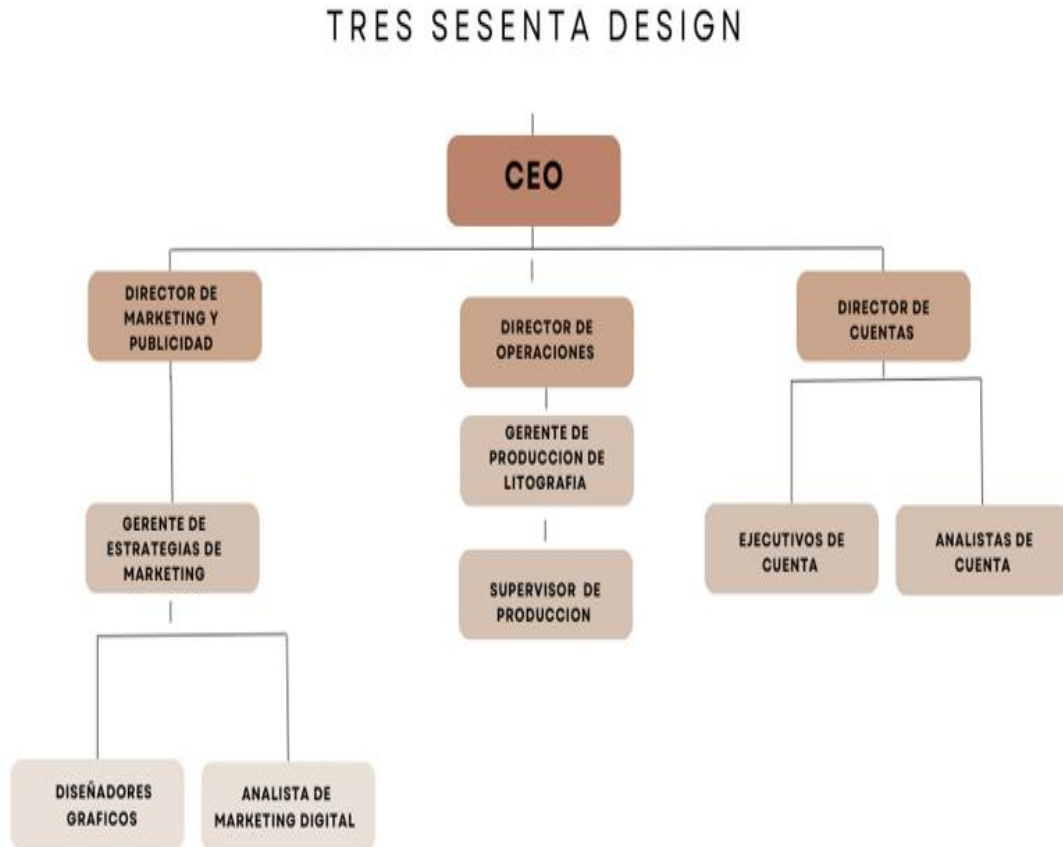 TRES SESENTA DESIGN
CEO
DIRECTOR DE
MARKETING Y
PUBLICIDAD
DIRECTOR DE
OPERACIONES
DIRECTOR DE
CUENTAS
GERENTE DE
PRODUCCION DE
LITOGRAFIA
GERENTE DE
ESTRATEGIAS DE
MARKETING
EJECUTIVOS DE
CUENTA
ANALISTAS DE
CUENTA
SUPERVISOR DE
PRODUCCION
DISEÑADORES
GRAFICOS
ANALISTA DE
MARKETING DIGITAL